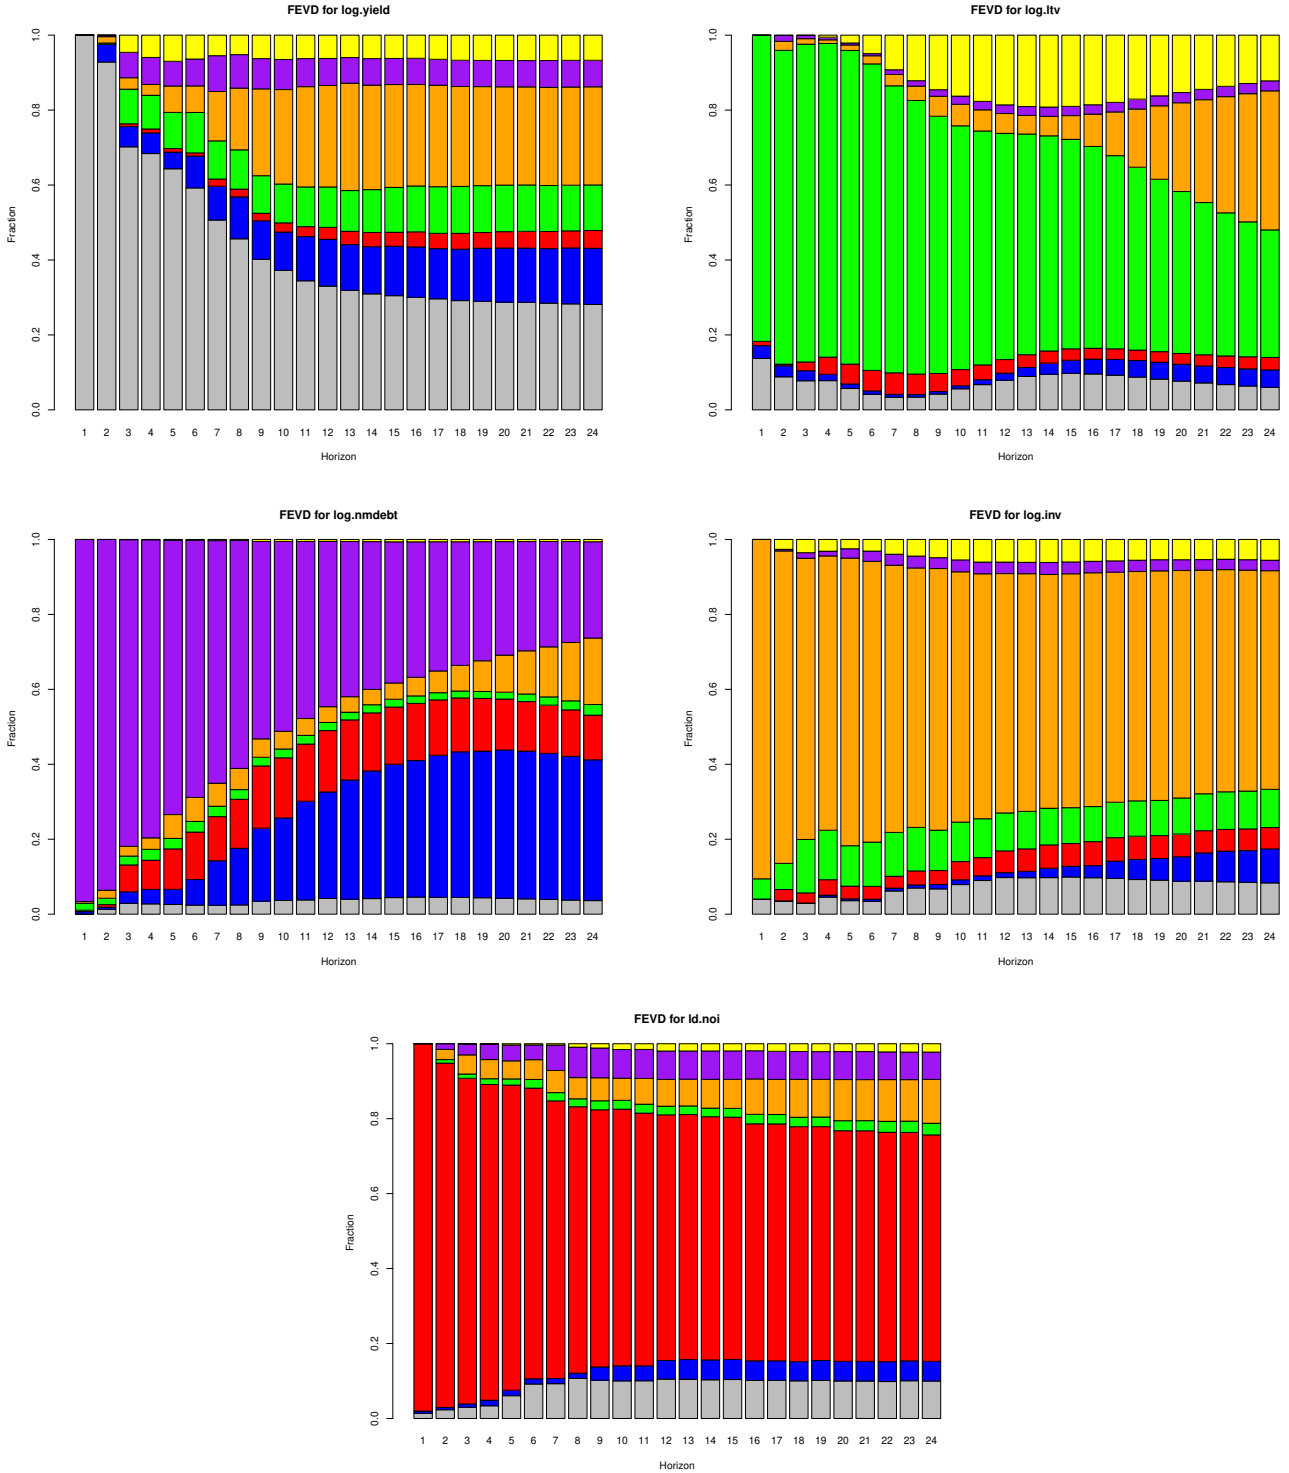 FEVD for log.yield
Fraction
0.0 0.2 0.4 0.6 0.8 1.0
1 2 3 4 5 6 7 8 9 10 11 12 13 14 15 16 17 18 19 20 21 22 23 24
Horizon
FEVD for log.ltv
Fraction
0.0 0.2 0.4 0.6 0.8 1.0
1 2 3 4 5 6 7 8 9 10 11 12 13 14 15 16 17 18 19 20 21 22 23 24
Horizon
FEVD for log.nmdebt
Fraction
0.0 0.2 0.4 0.6 0.8 1.0
1 2 3 4 5 6 7 8 9 10 11 12 13 14 15 16 17 18 19 20 21 22 23 24
Horizon
FEVD for log.inv
Fraction
0.0 0.2 0.4 0.6 0.8 1.0
1 2 3 4 5 6 7 8 9 10 11 12 13 14 15 16 17 18 19 20 21 22 23 24
Horizon
FEVD for ld.noi
Fraction
0.0 0.2 0.4 0.6 0.8 1.0
1 2 3 4 5 6 7 8 9 10 11 12 13 14 15 16 17 18 19 20 21 22 23 24
Horizon